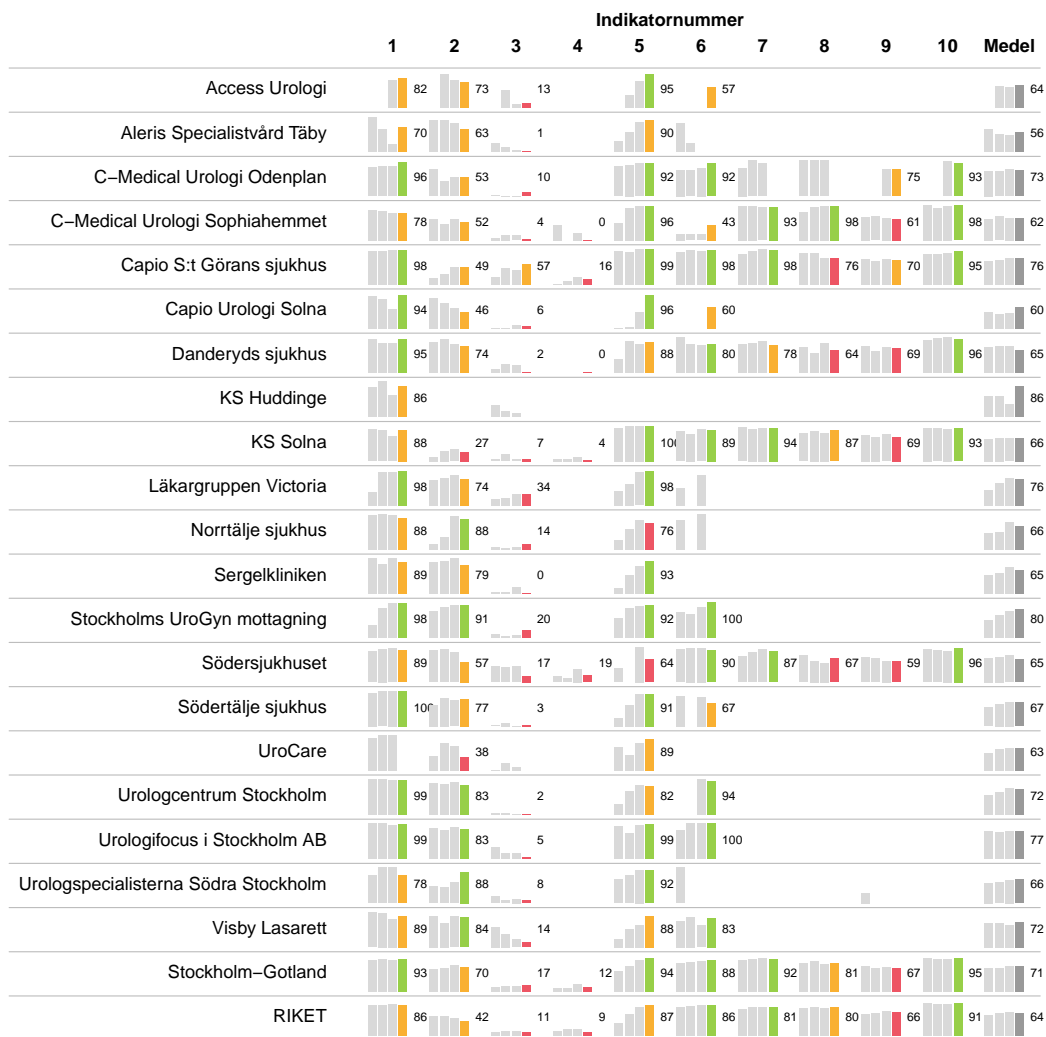 Indikatornummer
1 2 3 4 5 6 7 8 9 10 Medel
Access Urologi 82 73 13 95 57 64
Aleris Specialistvård Täby 70 63 1 90 56
C−Medical Urologi Odenplan 96 53 10 92 92 75 93 73
C−Medical Urologi Sophiahemmet 78 52 4 0 96 43 93 98 61 98 62
Capio S:t Görans sjukhus 98 49 57 16 99 98 98 76 70 95 76
Capio Urologi Solna 94 46 6 96 60 60
Danderyds sjukhus 95 74 2 0 88 80 78 64 69 96 65
KS Huddinge 86 86
KS Solna 88 27 7 4 100 89 94 87 69 93 66
Läkargruppen Victoria 98 74 34 98 76
Norrtälje sjukhus 88 88 14 76 66
Sergelkliniken 89 79 0 93 65
Stockholms UroGyn mottagning 98 91 20 92 100 80
Södersjukhuset 89 57 17 19 64 90 87 67 59 96 65
Södertälje sjukhus 100 77 3 91 67 67
UroCare 38 89 63
Urologcentrum Stockholm 99 83 2 82 94 72
Urologifocus i Stockholm AB 99 83 5 99 100 77
Urologspecialisterna Södra Stockholm 78 88 8 92 66
Visby Lasarett 89 84 14 88 83 72
Stockholm−Gotland 93 70 17 12 94 88 92 81 67 95 71
RIKET 86 42 11 9 87 86 81 80 66 91 64